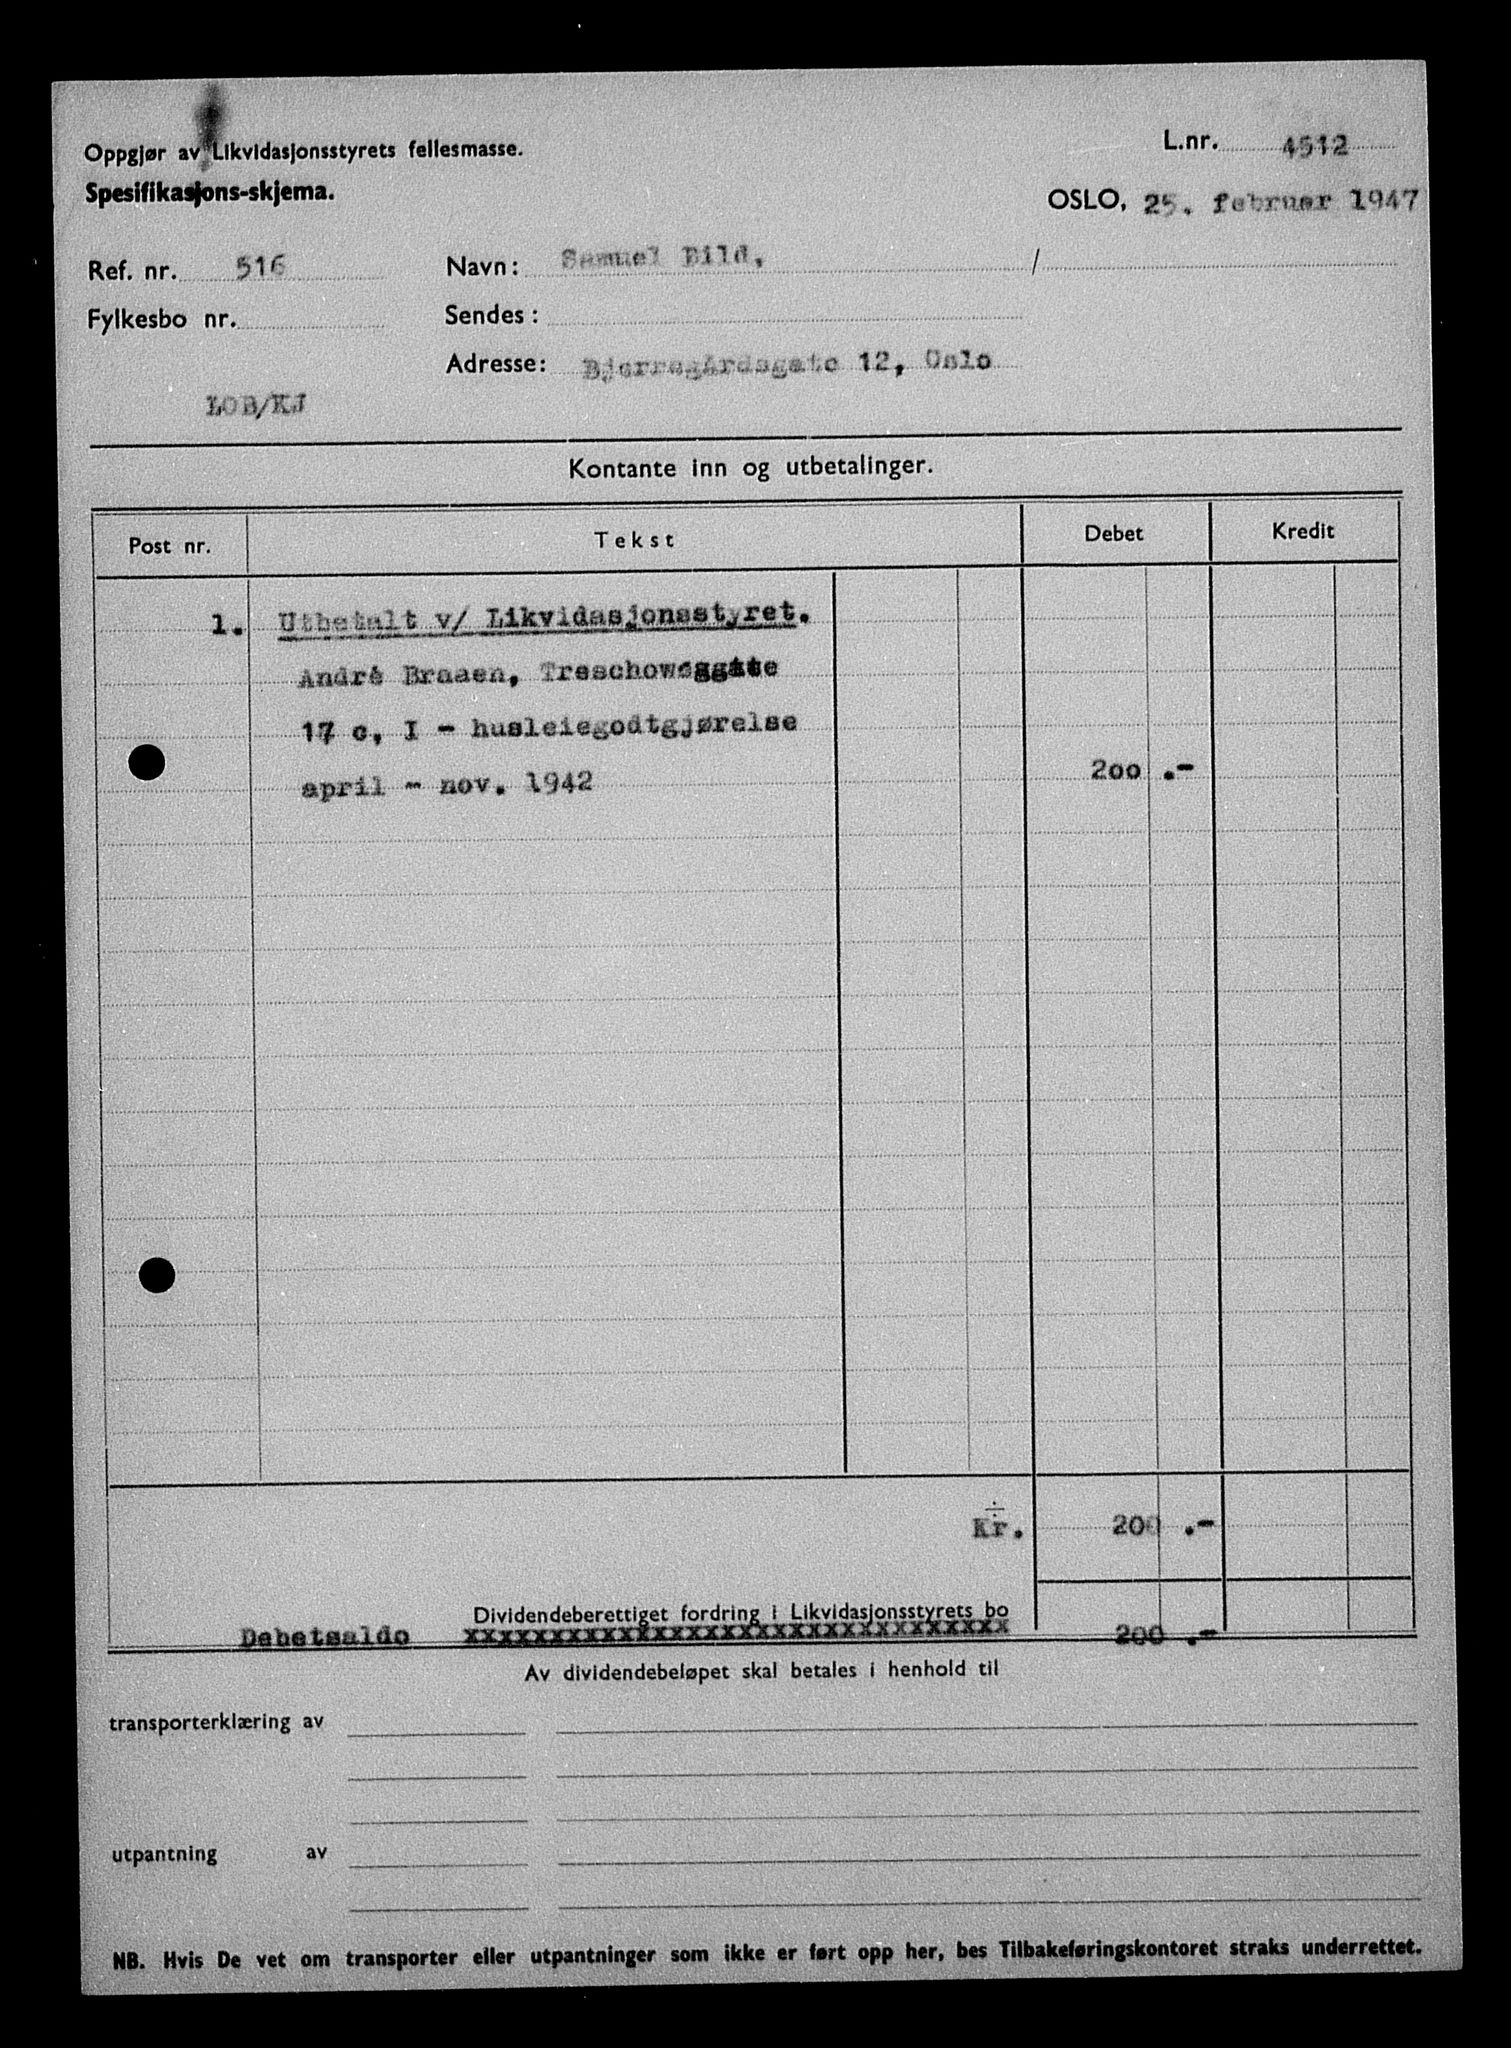 Oppgjør av Likvidasjonsstyrets fellesmasse.
L.nr. 4512
Spesifikasjons-skjema.
OSLO, 25. februar 1947
Ref. nr. 516
Navn: Samuel Bild, /
Fylkesbo nr.
Sendes:
Adresse: Bjerregårdsgate 12, Oslo
LOB/KJ
Kontante inn og utbetalinger.
Post nr. Tekst Debet Kredit
1. Utbetalt v/ Likvidasjonsstyret.
Andrè Braaen, Treschowsgate
17 c, I - husleiegodtgjørelse
april - nov. 1942 200 .-
÷
Kr. 200 .-
Dividendeberettiget fordring i Likvidasjonsstyrets bo
Debetsaldo xxxxxxxxxxxxxxxxxxxxxxxxxxxxxxxxx 200 .-
Av dividendebeløpet skal betales i henhold til
transporterklæring av
utpantning av
NB. Hvis De vet om transporter eller utpantninger som ikke er ført opp her, bes Tilbakeføringskontoret straks underrettet.